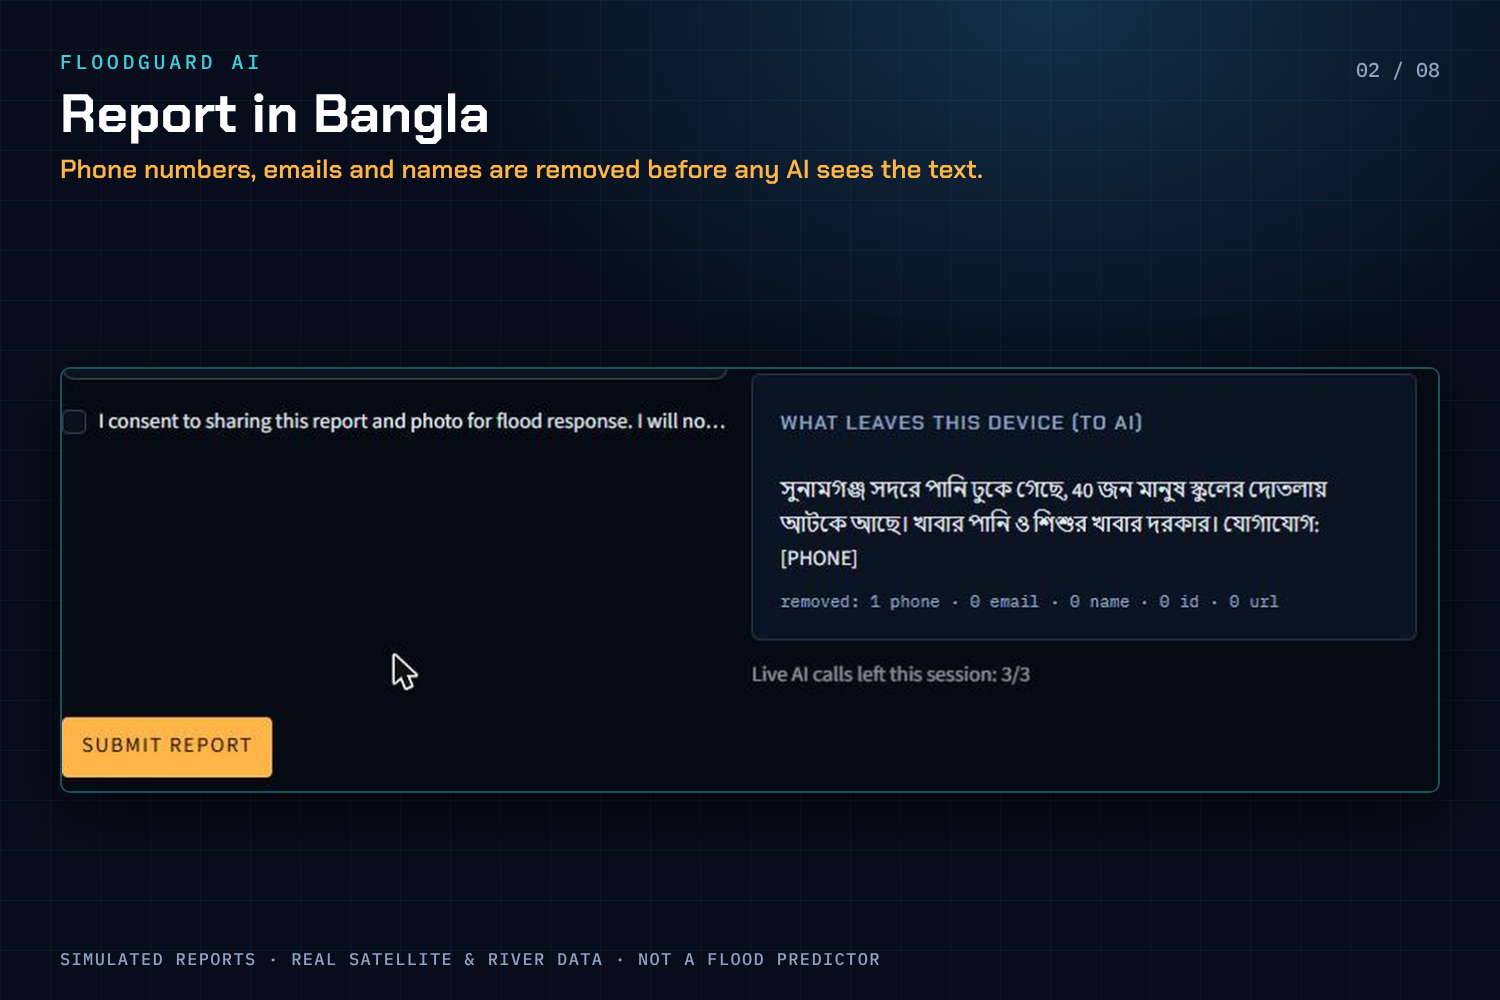 FLOODGUARD AI
02 / 08
Report in Bangla
Phone numbers, emails and names are removed before any AI sees the text.
I consent to sharing this report and photo for flood response. I will no...
WHAT LEAVES THIS DEVICE (TO AI)
সুনামগঞ্জ সদরে পানি ঢুকে গেছে, 40 জন মানুষ স্কুলের দোতলায়
আটকে আছে। খাবার পানি ও শিশুর খাবার দরকার। যোগাযোগ:
[PHONE]
removed: 1 phone · 0 email · 0 name · 0 id · 0 url
Live AI calls left this session: 3/3
SUBMIT REPORT
SIMULATED REPORTS · REAL SATELLITE & RIVER DATA · NOT A FLOOD PREDICTOR